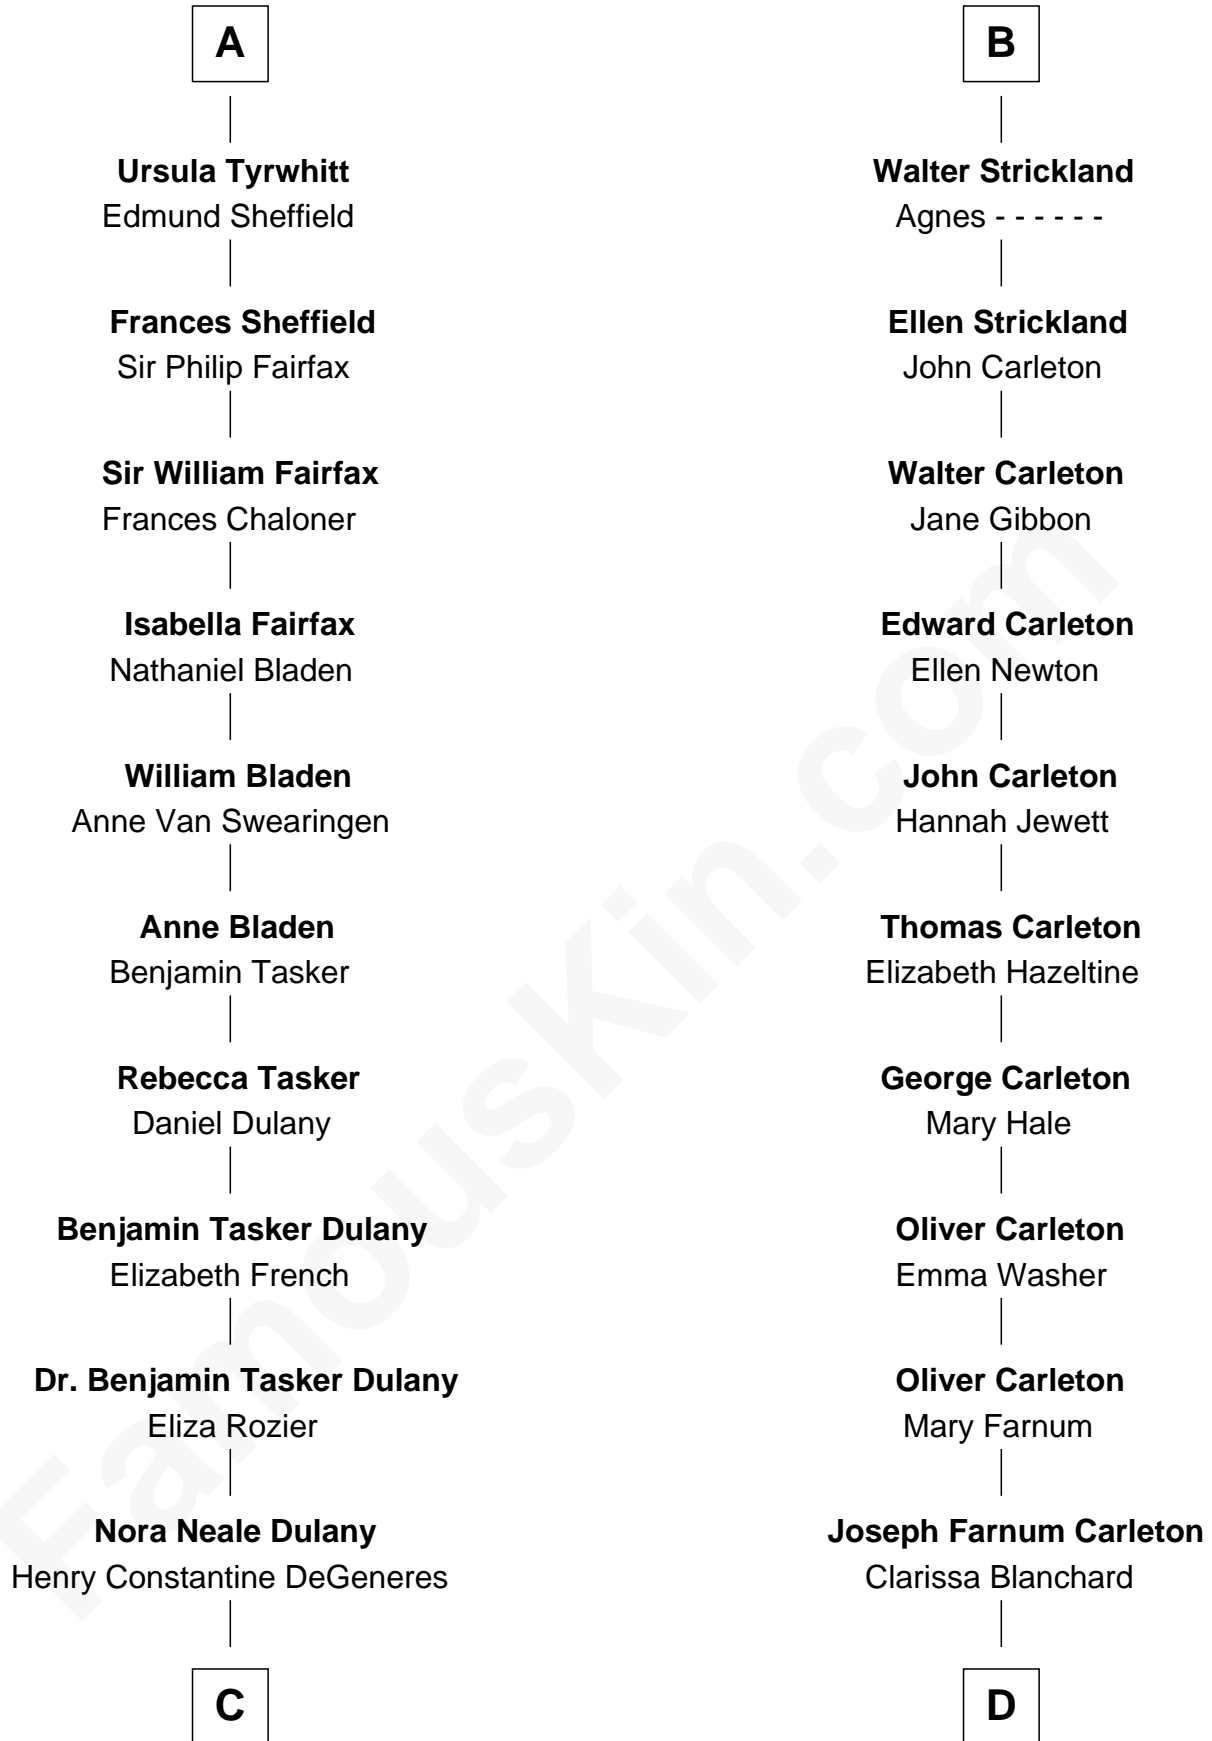 A
Ursula Tyrwhitt
Edmund Sheffield
Frances Sheffield
Sir Philip Fairfax
Sir William Fairfax
Frances Chaloner
Isabella Fairfax
Nathaniel Bladen
William Bladen
Anne Van Swearingen
Anne Bladen
Benjamin Tasker
Rebecca Tasker
Daniel Dulany
Benjamin Tasker Dulany
Elizabeth French
Dr. Benjamin Tasker Dulany
Eliza Rozier
Nora Neale Dulany
Henry Constantine DeGeneres
C
B
Walter Strickland
Agnes - - - - - -
Ellen Strickland
John Carleton
Walter Carleton
Jane Gibbon
Edward Carleton
Ellen Newton
John Carleton
Hannah Jewett
Thomas Carleton
Elizabeth Hazeltine
George Carleton
Mary Hale
Oliver Carleton
Emma Washer
Oliver Carleton
Mary Farnum
Joseph Farnum Carleton
Clarissa Blanchard
D
FamousKin.com